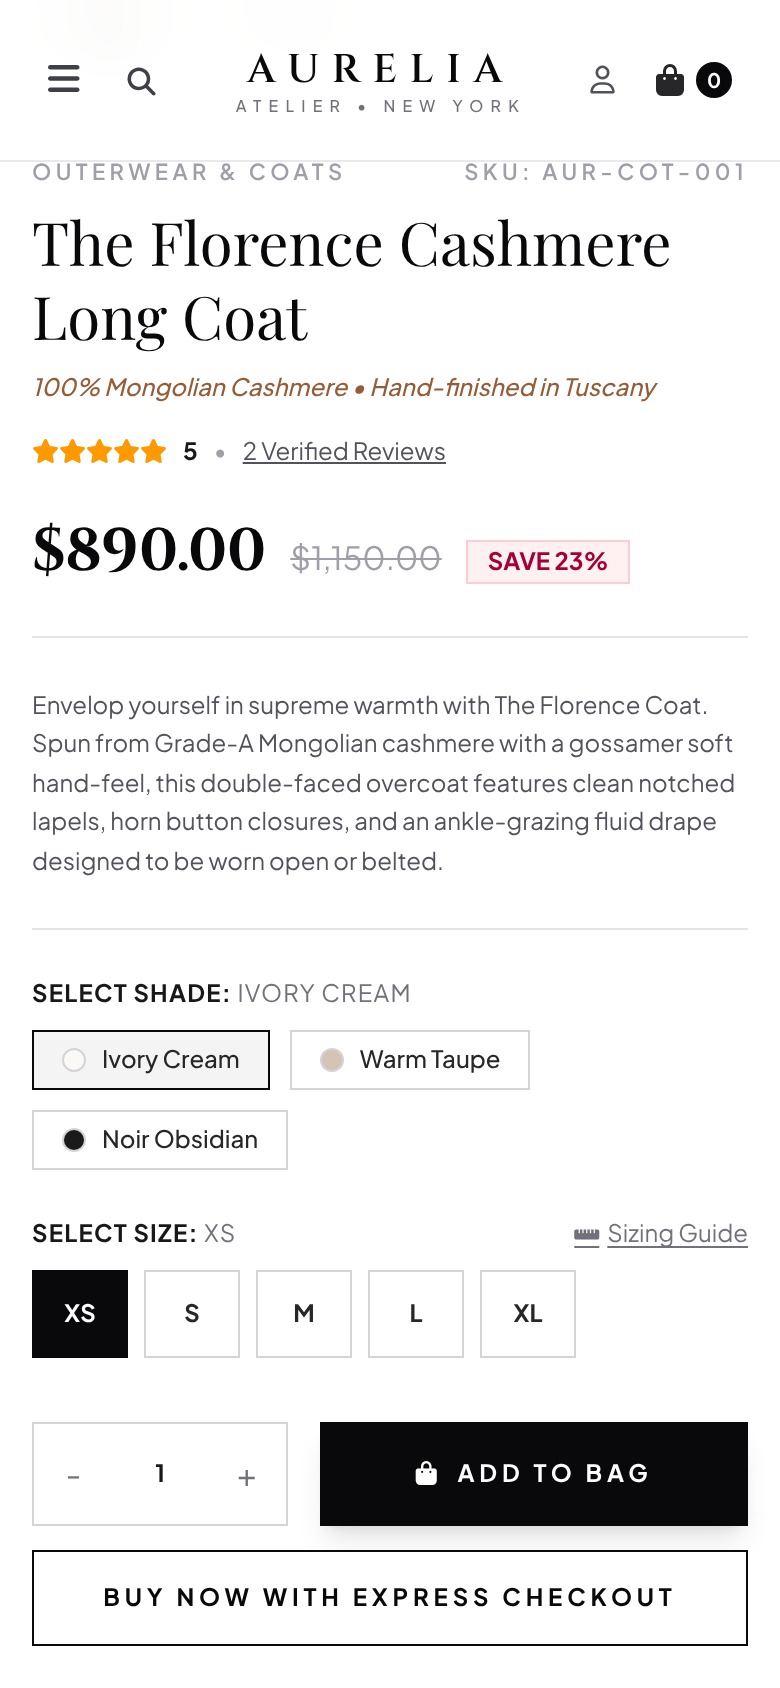 AURELIA
ATELIER • NEW YORK
0
OUTERWEAR & COATS
SKU: AUR-COT-001
The Florence Cashmere
Long Coat
100% Mongolian Cashmere • Hand-finished in Tuscany
5 • 2 Verified Reviews
$890.00 $1,150.00 SAVE 23%
Envelop yourself in supreme warmth with The Florence Coat.
Spun from Grade-A Mongolian cashmere with a gossamer soft
hand-feel, this double-faced overcoat features clean notched
lapels, horn button closures, and an ankle-grazing fluid drape
designed to be worn open or belted.
SELECT SHADE: IVORY CREAM
Ivory Cream
Warm Taupe
Noir Obsidian
SELECT SIZE: XS
Sizing Guide
XS S M L XL
- 1 +
ADD TO BAG
BUY NOW WITH EXPRESS CHECKOUT